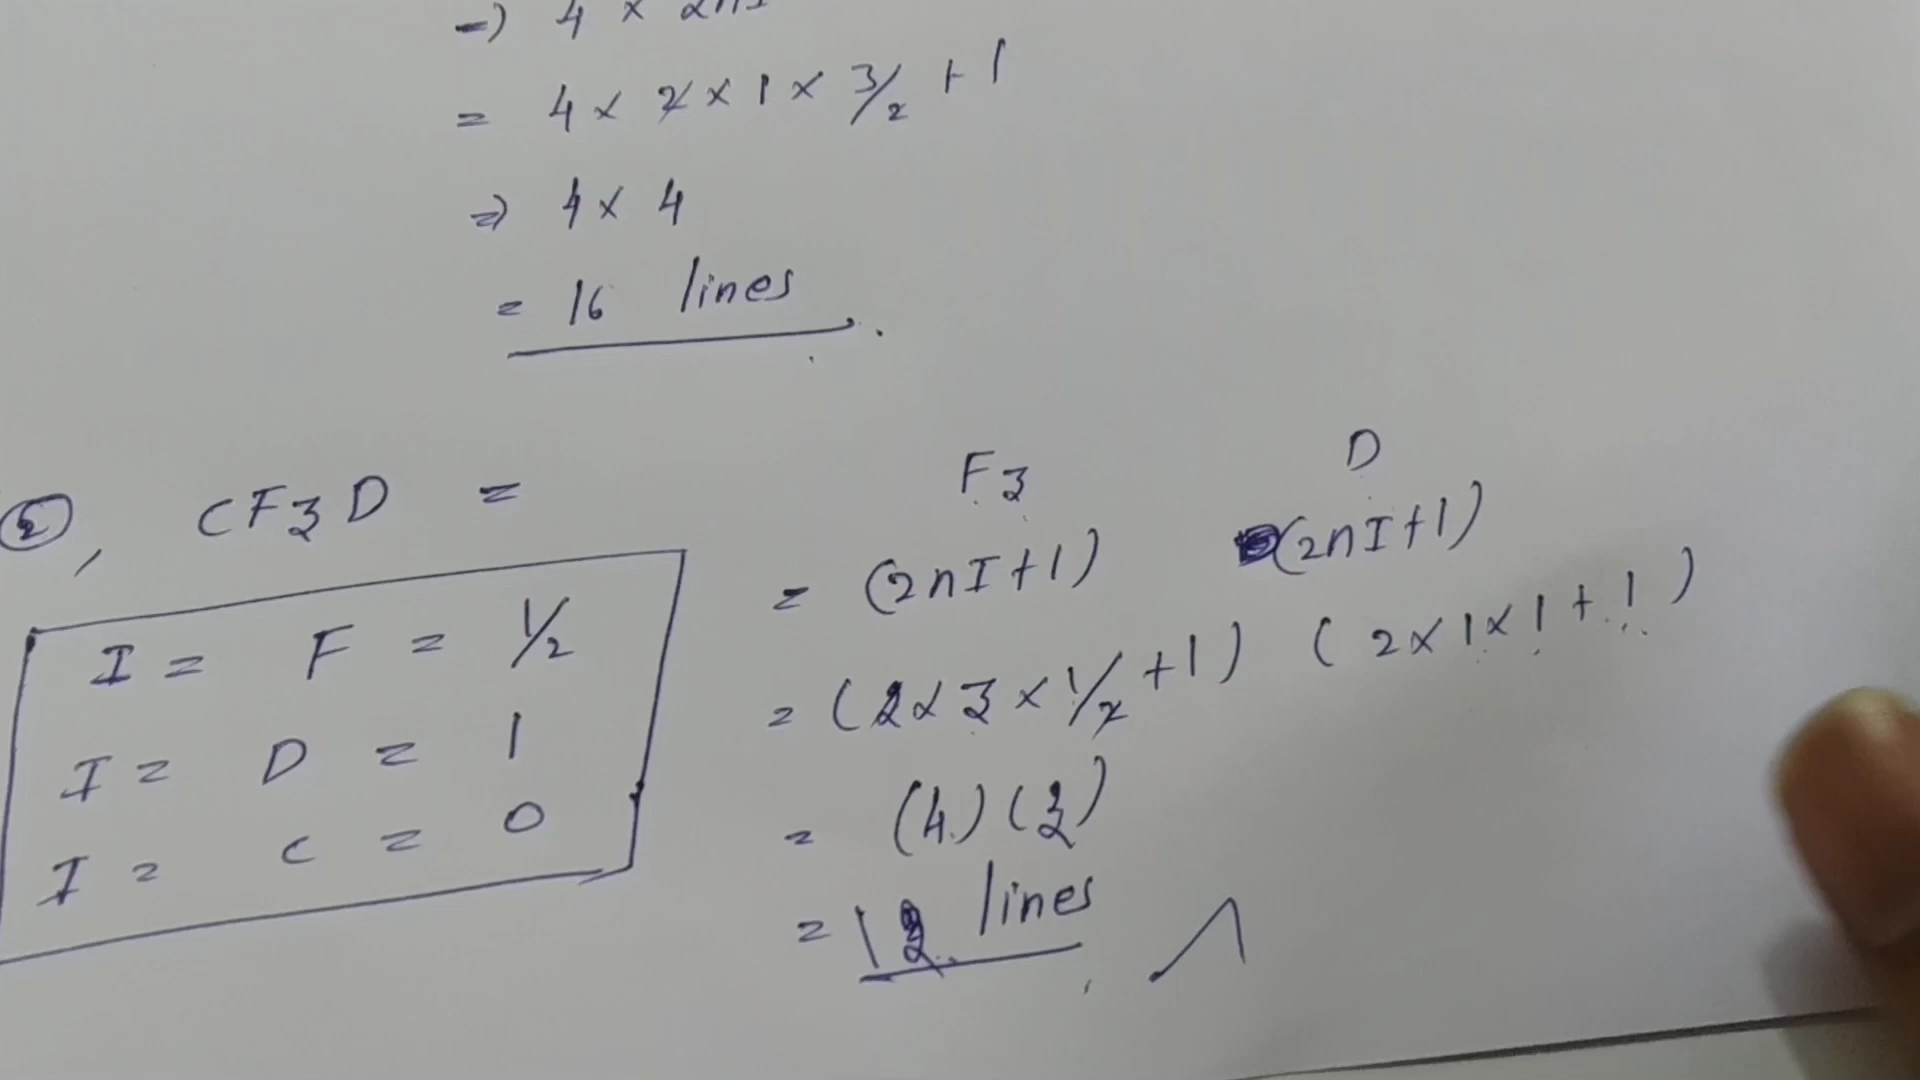 =) 4 × 2nI
= 4 × 2 × 1 × 3/2 + 1
=) 4 × 4
= 16 lines
⑤, CF3D =
F3 D
= (2nI+1) (2nI+1)
= (2×3×1/2+1) (2×1×1+1)
= (4)(3)
= 12 lines
I = F = 1/2
I = D = 1
I = C = 0